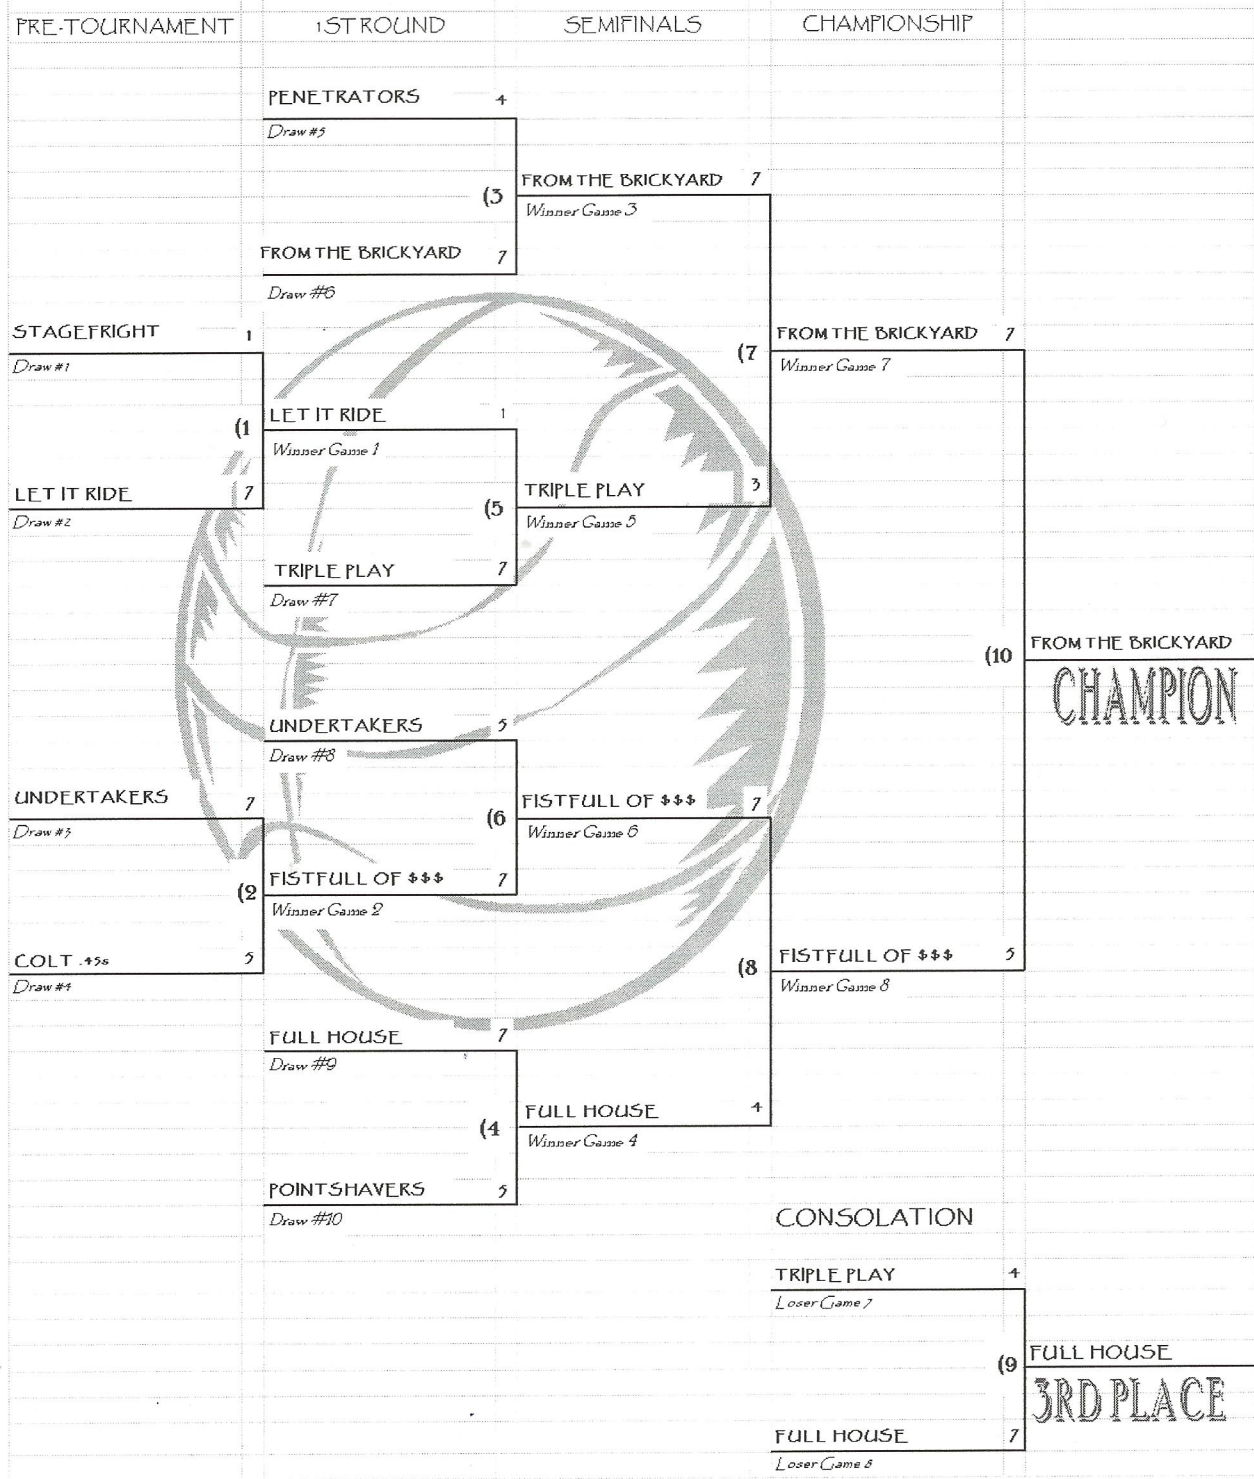 PRE-TOURNAMENT 1ST ROUND SEMIFINALS CHAMPIONSHIP
PENETRATORS 4
Draw #5
(3
FROM THE BRICKYARD 7
Winner Game 3
FROM THE BRICKYARD 7
Draw #6
STAGEFRIGHT 1
Draw #1
(7
FROM THE BRICKYARD 7
Winner Game 7
(1
LET IT RIDE 1
Winner Game 1
LET IT RIDE 7
Draw #2
(5
TRIPLE PLAY 3
Winner Game 5
TRIPLE PLAY 7
Draw #7
(10
FROM THE BRICKYARD
CHAMPION
UNDERTAKERS 5
Draw #8
UNDERTAKERS 7
Draw #3
(6
FISTFULL OF $$$ 7
Winner Game 6
(2
FISTFULL OF $$$ 7
Winner Game 2
COLT .45s 5
Draw #4
(8
FISTFULL OF $$$ 5
Winner Game 8
FULL HOUSE 7
Draw #9
(4
FULL HOUSE 4
Winner Game 4
POINTSHAVERS 5
Draw #10
CONSOLATION
TRIPLE PLAY 4
Loser Game 7
(9
FULL HOUSE
3RD PLACE
FULL HOUSE 7
Loser Game 8